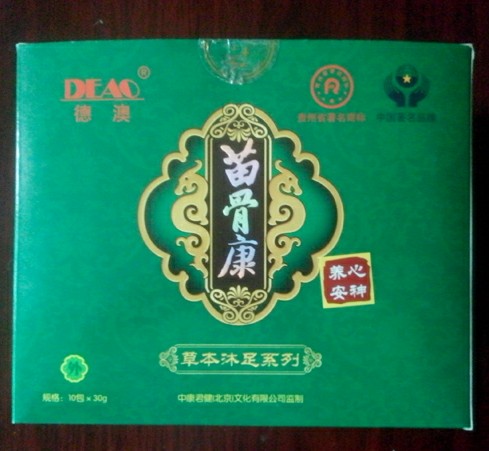 DEAO®
德澳
贵州省著名商标
中国著名品牌
苗骨康
养心
安神
草本沐足系列
规格：10包×30g
中康君健(北京)文化有限公司监制